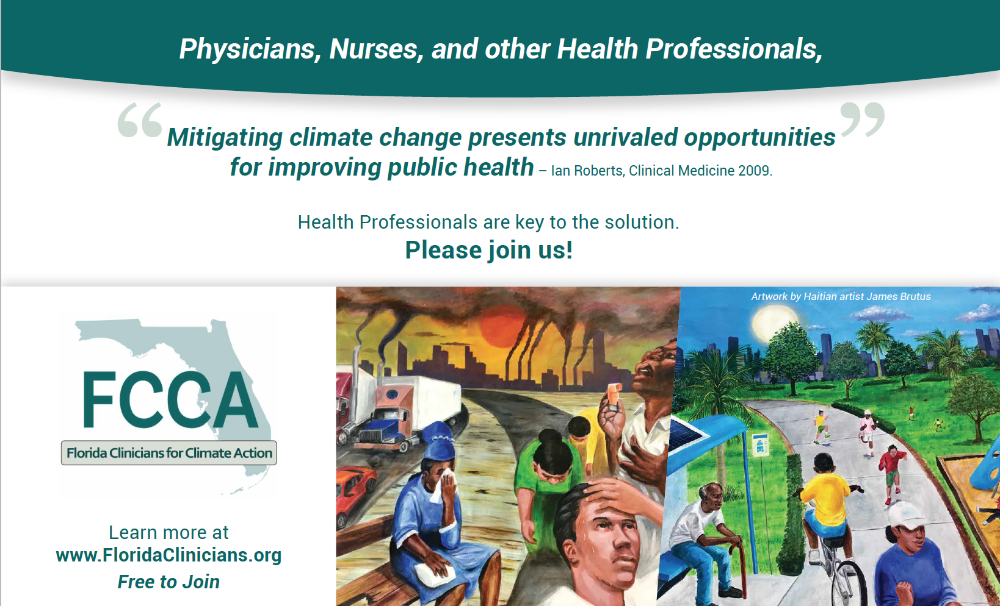 Physicians, Nurses, and other Health Professionals,
“Mitigating climate change presents unrivaled opportunities”
for improving public health – Ian Roberts, Clinical Medicine 2009.
Health Professionals are key to the solution.
Please join us!
Artwork by Haitian artist James Brutus
FCCA
Florida Clinicians for Climate Action
Learn more at
www.FloridaClinicians.org
Free to Join